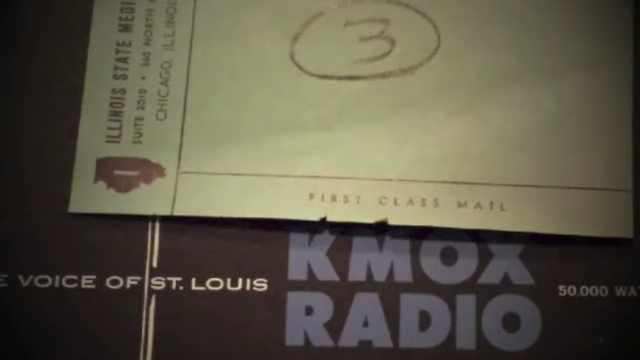 ILLINOIS STATE MEDI
SUITE 2010 • 360 NORTH
CHICAGO, ILLINOI
3
FIRST CLASS MAIL
E VOICE OF ST. LOUIS
KMOX
RADIO
50,000 WA